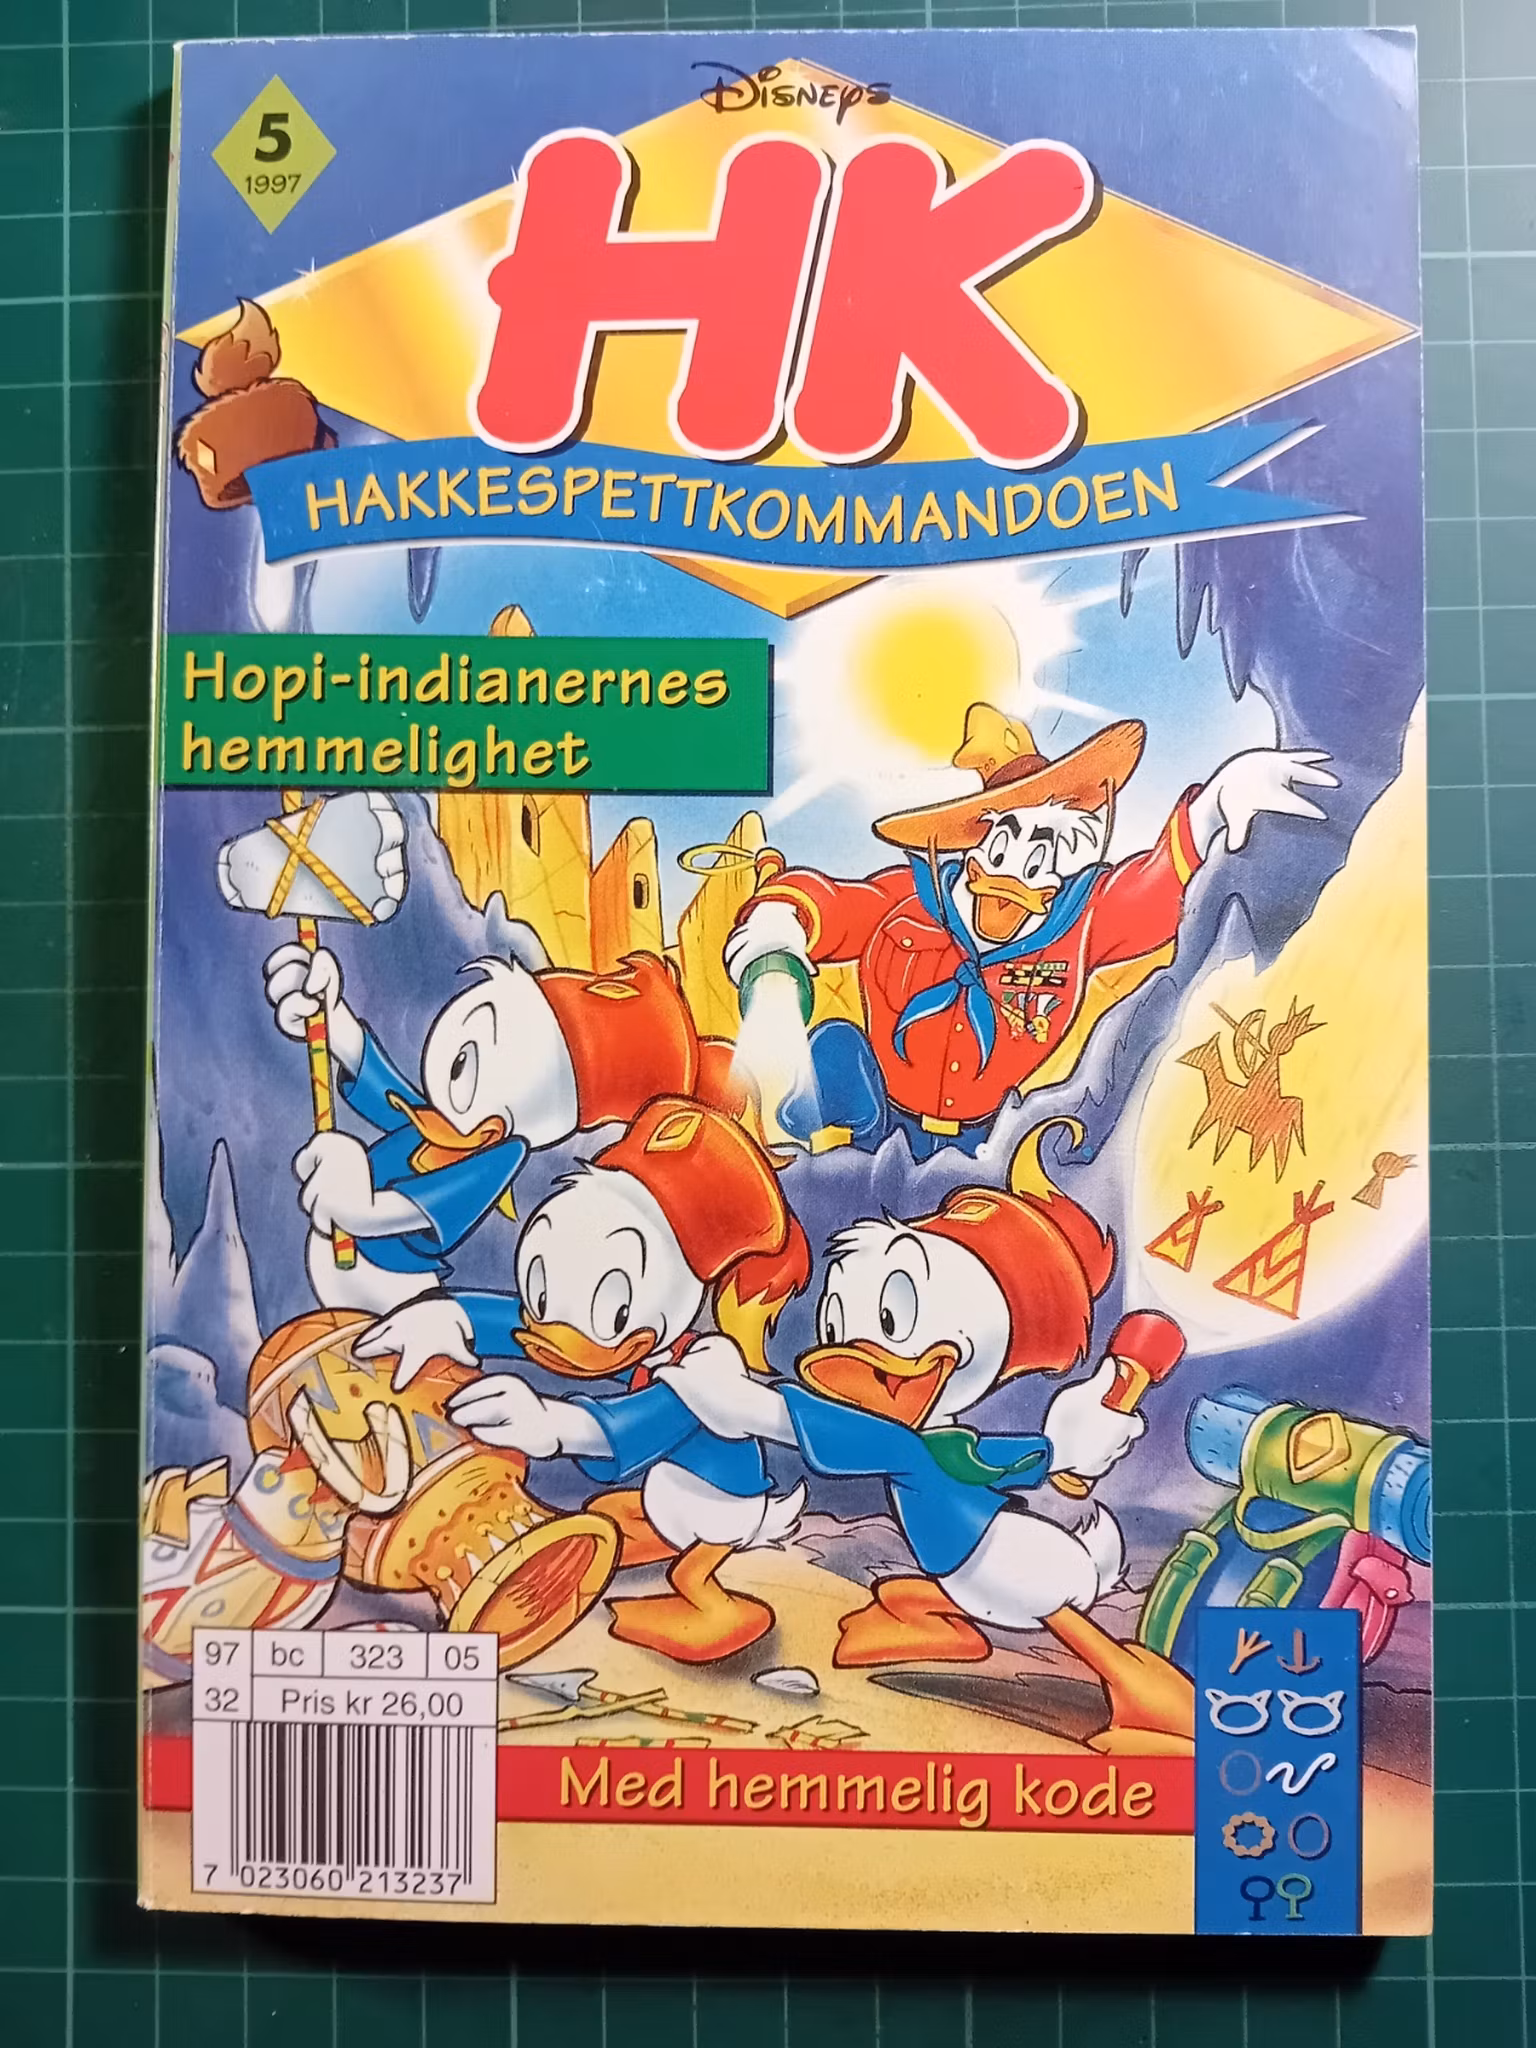 5
1997
DISNEYS
HK
HAKKESPETTKOMMANDOEN
Hopi-indianernes
hemmelighet
97 bc 323 05
32 Pris kr 26,00
7 023060 213237
Med hemmelig kode